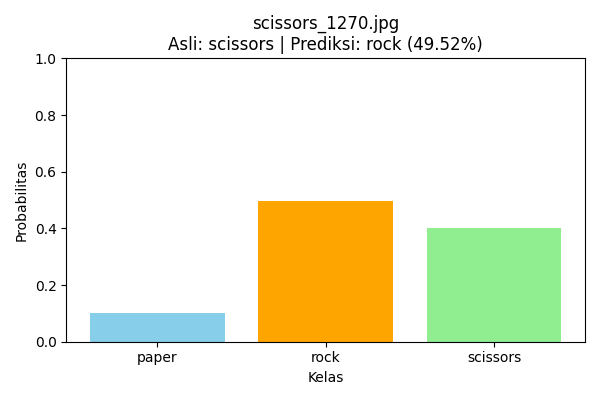 scissors_1270.jpg
Asli: scissors | Prediksi: rock (49.52%)
1.0
0.8
0.6
0.4
0.2
0.0
Probabilitas
paper rock scissors
Kelas